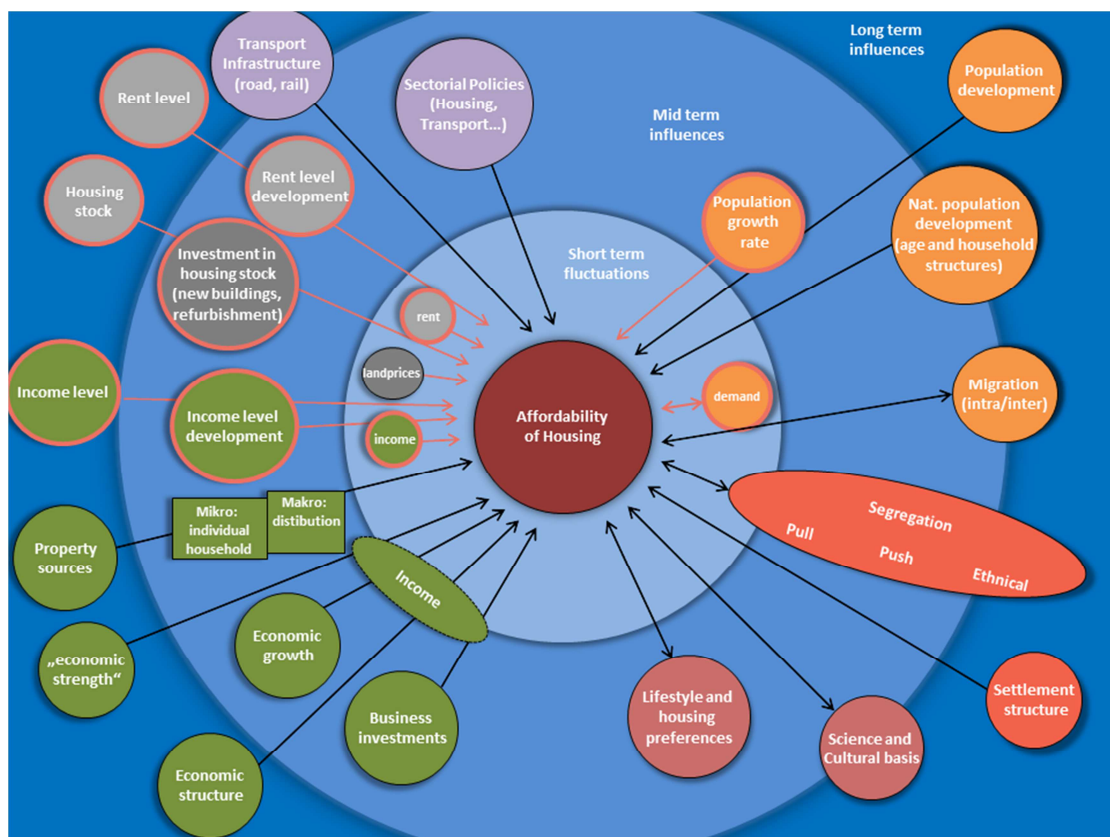 Long term
influences
Transport
Infrastructure
(road, rail)
Sectorial Policies
(Housing,
Transport...)
Population
development
Rent level
Mid term
influences
Rent level
development
Housing
stock
Population
growth
rate
Nat. population
development
(age and household
structures)
Investment in
housing stock
(new buildings,
refurbishment)
Short term
fluctuations
rent
landprices
income
demand
Income level
Income level
development
Affordability
of Housing
Migration
(intra/inter)
Mikro:
individual
household
Makro:
distibution
Property
sources
Segregation
Pull
Push
Ethnical
Income
Economic
growth
„economic
strength“
Business
investments
Economic
structure
Lifestyle and
housing
preferences
Science and
Cultural basis
Settlement
structure